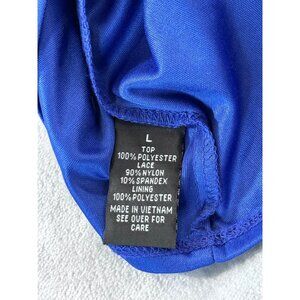 L
TOP
100% POLYESTER
LACE
90% NYLON
10% SPANDEX
LINING
100% POLYESTER
MADE IN VIETNAM
SEE OVER FOR
CARE